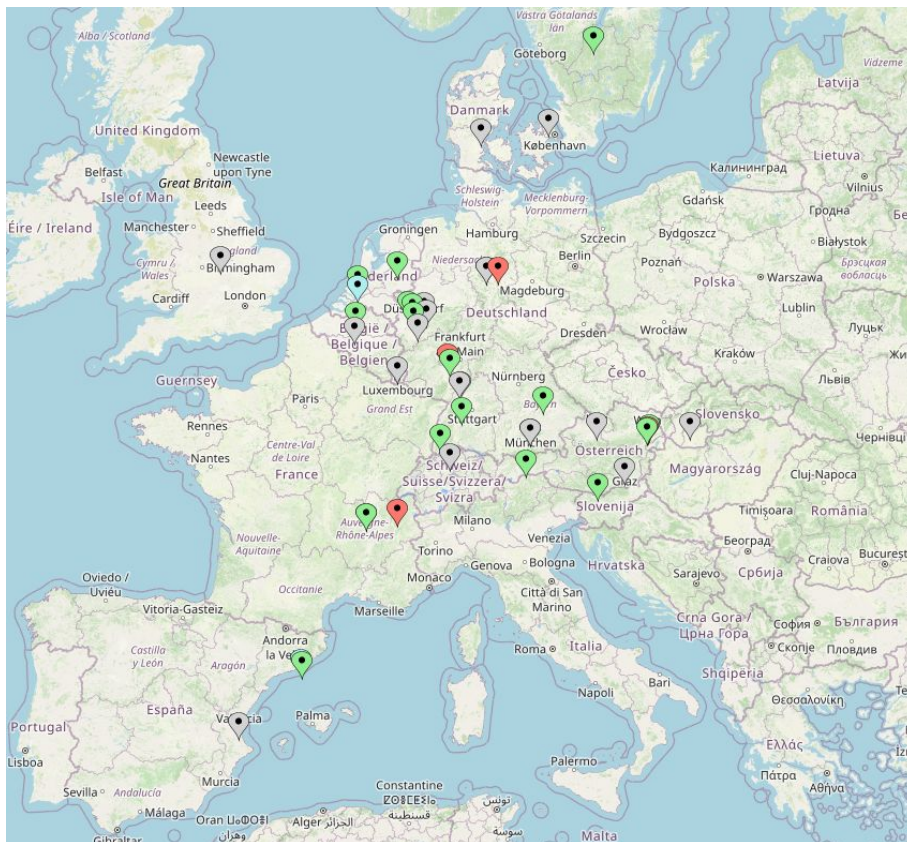 Alba / Scotland
Västra Götalands
län
Göteborg
Vidzeme
Latvija
Danmark
United Kingdom
København
Lietuva
Newcastle
upon Tyne
Калининград
Belfast
Great Britain
Isle of Man
Vilnius
Schleswig-
Holstein
Mecklenburg-
Vorpommern
Gdańsk
Leeds
Гродна
Éire / Ireland
Manchester
Sheffield
Groningen
Hamburg
Szczecin
Bydgoszcz
Białystok
England
Cymru /
Wales
Birmingham
Berlin
Poznań
Warszawa
Брэсцкая
вобласць
Magdeburg
Polska
Cardiff
London
Deutschland
Lublin
België /
Belgique /
Belgien
Dresden
Wrocław
Луцьк
Frankfurt
Main
Kraków
Guernsey
Luxembourg
Nürnberg
Česko
Львів
Paris
Grand Est
Rennes
Stuttgart
Slovensko
Чернівці
Centre-Val
de Loire
München
Österreich
Nantes
France
Schweiz/
Suisse/Svizzera/
Svizra
Magyarország
Graz
Cluj-Napoca
Slovenija
Auvergne-
Rhône-Alpes
Milano
Timișoara
România
Nouvelle-
Aquitaine
Torino
Venezia
Београд
Genova
Bologna
Hrvatska
Craiova
Occitanie
Monaco
Città di San
Marino
Sarajevo
Србија
Oviedo /
Uviéu
Marseille
Vitoria-Gasteiz
Crna Gora /
Црна Гора
София
България
Andorra
Italia
Скопје
Пловдив
Castilla
y León
Aragón
Roma
Shqipëria
Bari
Napoli
Θεσσαλονίκη
España
Palma
Portugal
Ελλάς
Lisboa
Murcia
Palermo
Πάτρα
Αθήνα
Sevilla
Andalucía
Constantine
قسنطينة
تونس
Málaga
Oran
وهران
Alger الجزائر
سوسة
Malta